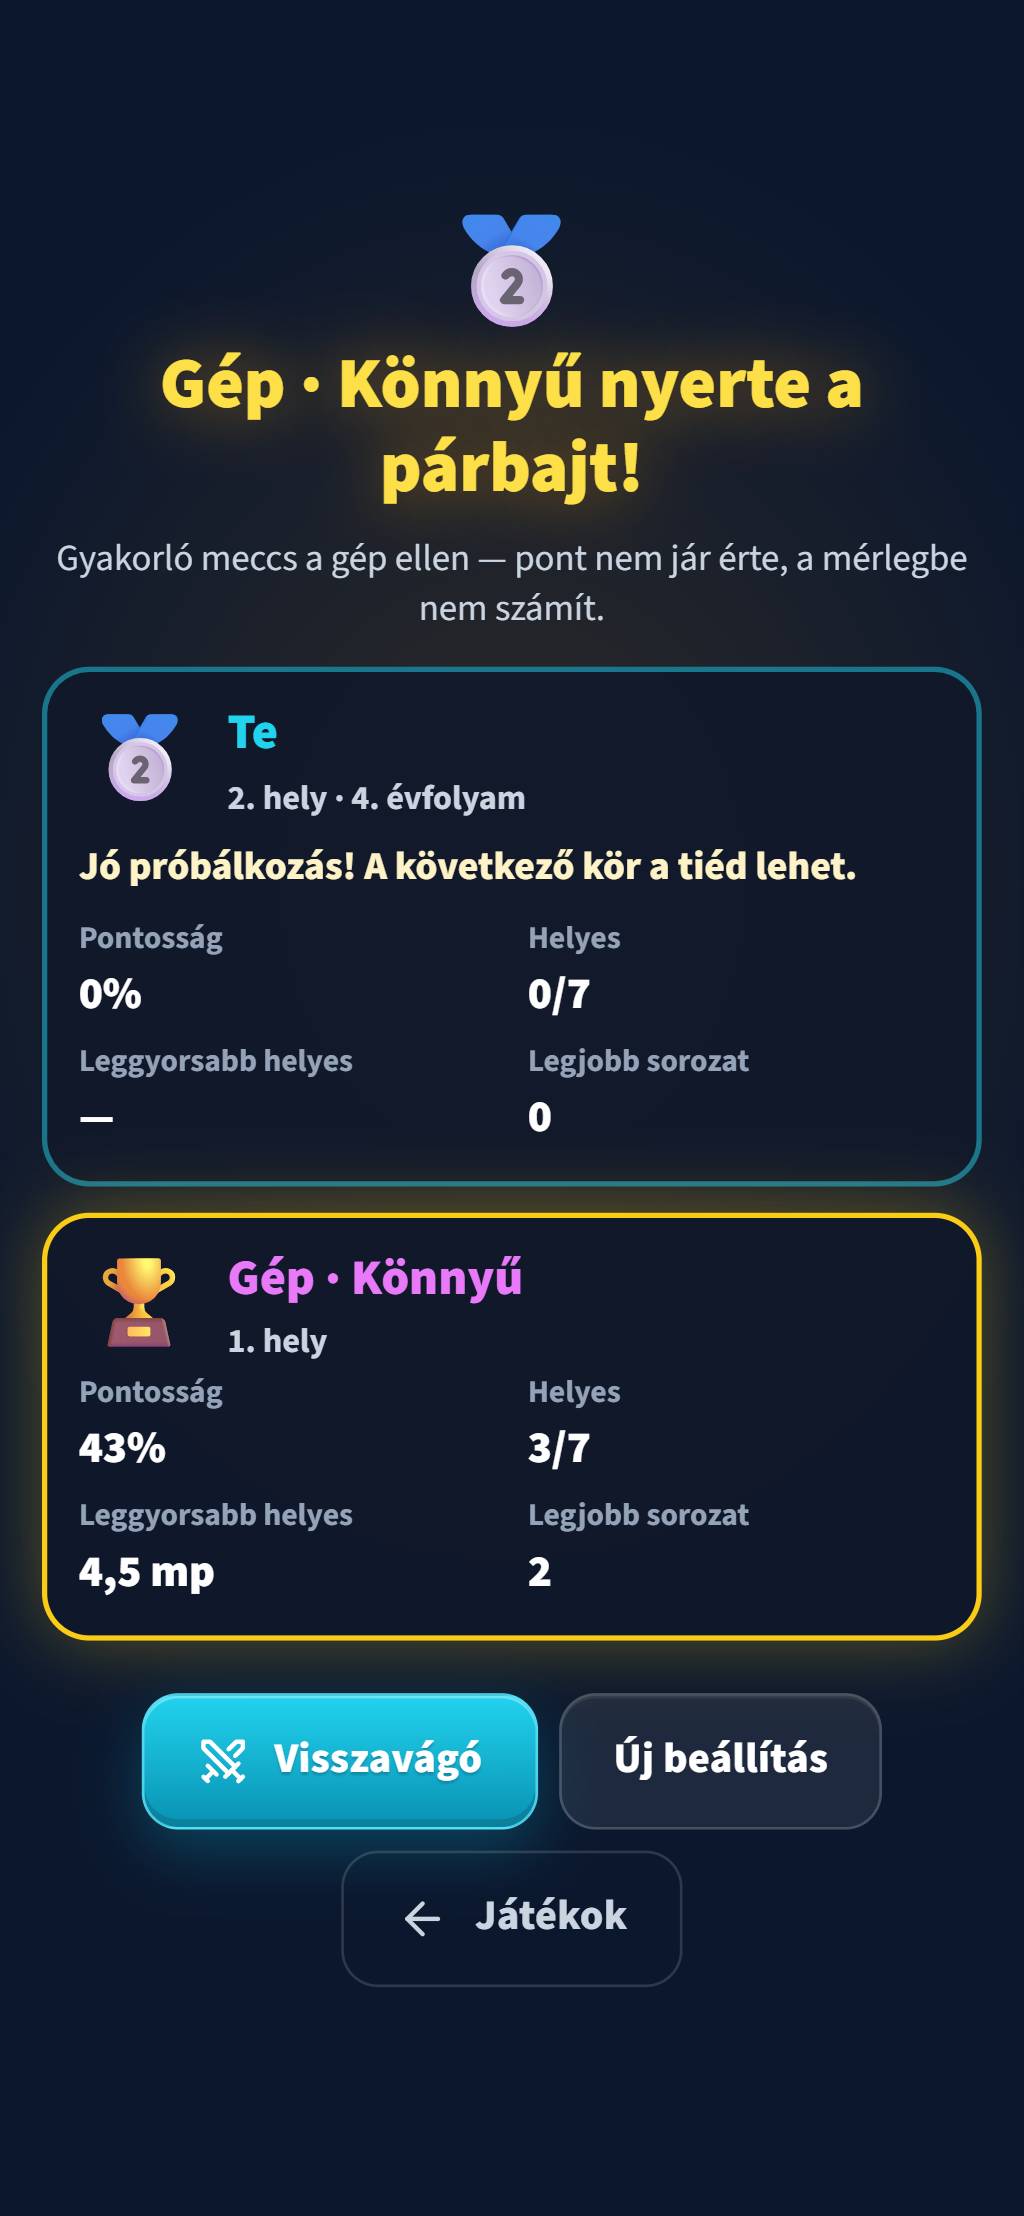 2
Gép · Könnyű nyerte a
párbajt!
Gyakorló meccs a gép ellen — pont nem jár érte, a mérlegbe
nem számít.
2
Te
2. hely · 4. évfolyam
Jó próbálkozás! A következő kör a tiéd lehet.
Pontosság
Helyes
0%
0/7
Leggyorsabb helyes
Legjobb sorozat
—
0
Gép · Könnyű
1. hely
Pontosság
Helyes
43%
3/7
Leggyorsabb helyes
Legjobb sorozat
4,5 mp
2
Visszavágó
Új beállítás
Játékok